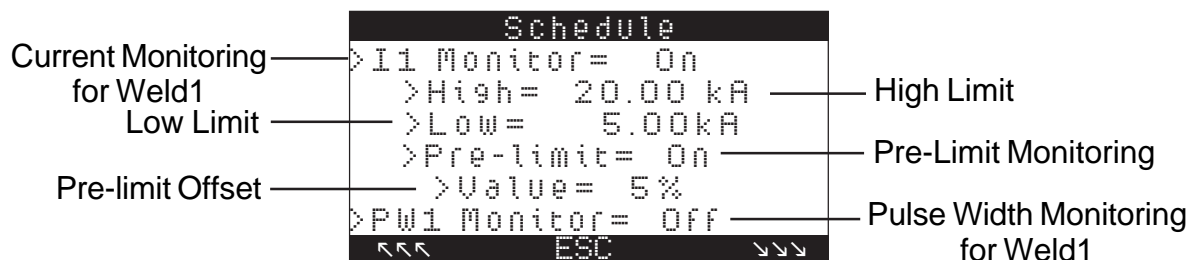 Schedule
Current Monitoring
for Weld1
>I1 Monitor= On
>High= 20.00 kA
High Limit
Low Limit
>Low= 5.00kA
>Pre-limit= On
Pre-Limit Monitoring
Pre-limit Offset
>Value= 5%
>PW1 Monitor= Off
Pulse Width Monitoring
for Weld1
↖↖↖ ESC ↘↘↘